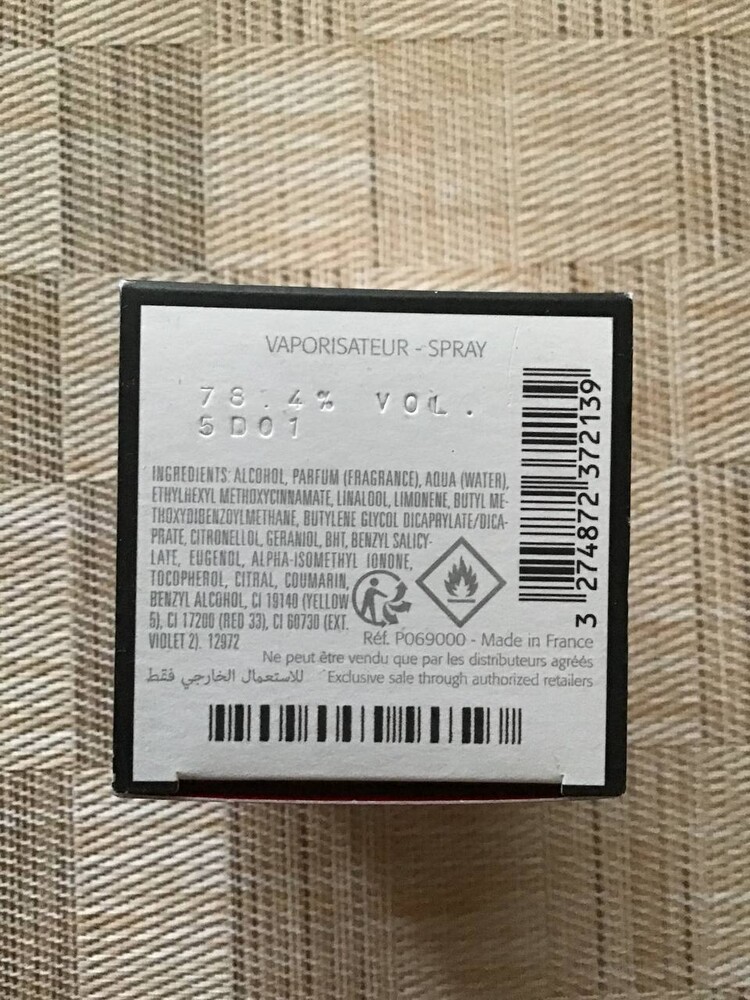 VAPORISATEUR - SPRAY
78.4% VOL.
5D01
INGREDIENTS: ALCOHOL, PARFUM (FRAGRANCE), AQUA (WATER),
ETHYLHEXYL METHOXYCINNAMATE, LINALOOL, LIMONENE, BUTYL ME-
THOXYDIBENZOYLMETHANE, BUTYLENE GLYCOL DICAPRYLATE/DICA-
PRATE, CITRONELLOL, GERANIOL, BHT, BENZYL SALICY-
LATE, EUGENOL, ALPHA-ISOMETHYL IONONE,
TOCOPHEROL, CITRAL, COUMARIN,
BENZYL ALCOHOL, CI 19140 (YELLOW
5), CI 17200 (RED 33), CI 60730 (EXT.
VIOLET 2). 12972
Réf. P069000 - Made in France
Ne peut être vendu que par les distributeurs agréés
للاستعمال الخارجي فقط Exclusive sale through authorized retailers
3 274872 372139